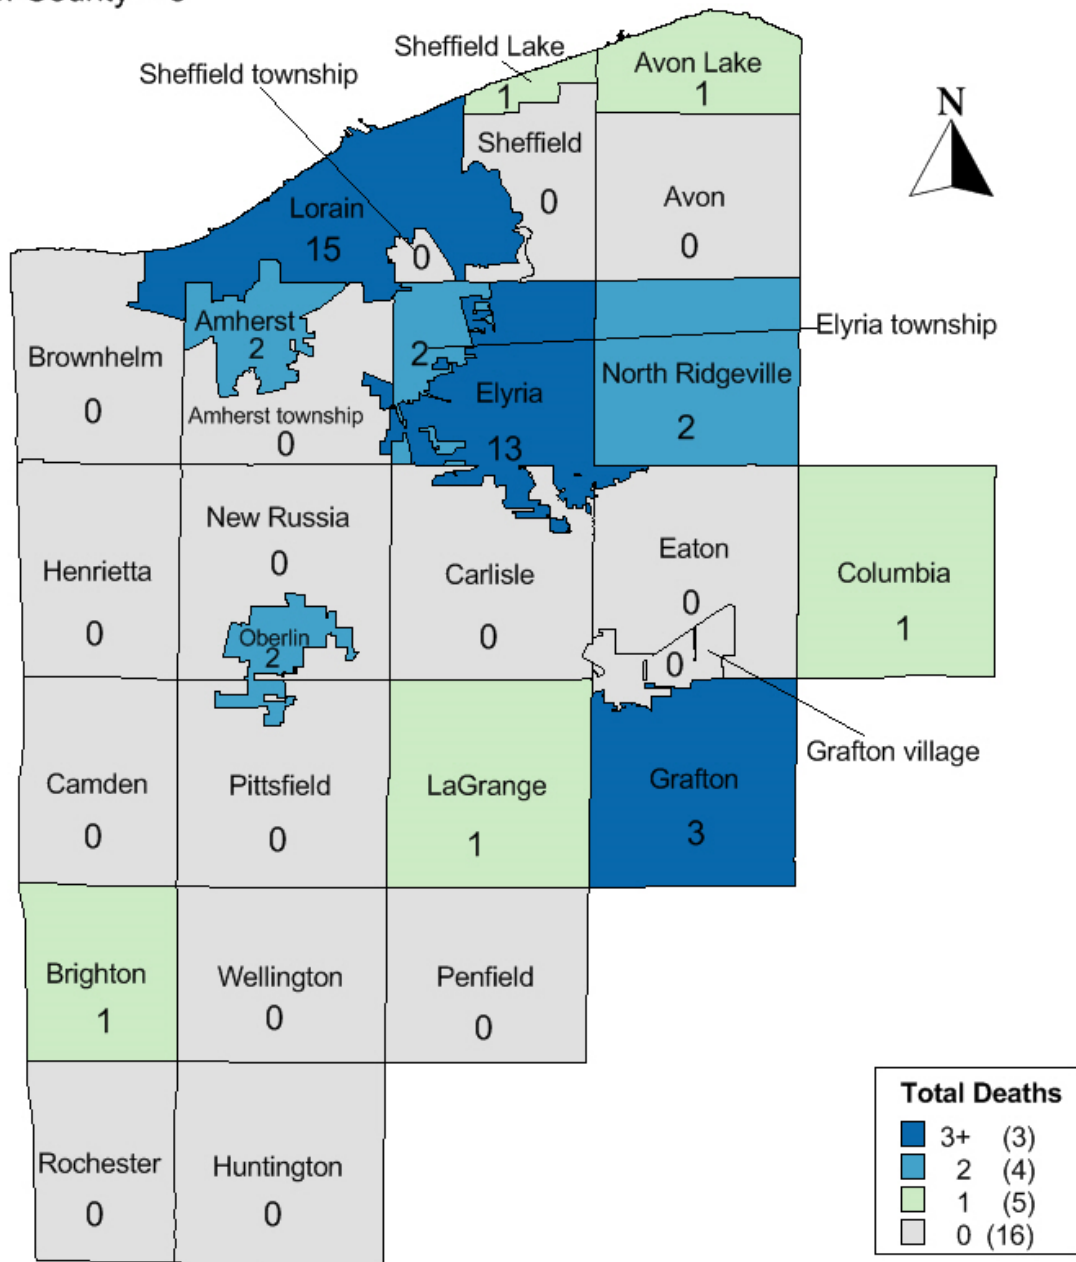 County
Sheffield Lake
1
Avon Lake
1
Sheffield township
N
Sheffield
0
Avon
0
Lorain
15
0
Amherst
2
2
Elyria township
Brownhelm
0
North Ridgeville
2
Elyria
13
Amherst township
0
New Russia
0
Henrietta
0
Carlisle
0
Eaton
0
Columbia
1
Oberlin
2
0
Grafton village
Camden
0
Pittsfield
0
LaGrange
1
Grafton
3
Brighton
1
Wellington
0
Penfield
0
Rochester
0
Huntington
0
Total Deaths
3+ (3)
2 (4)
1 (5)
0 (16)